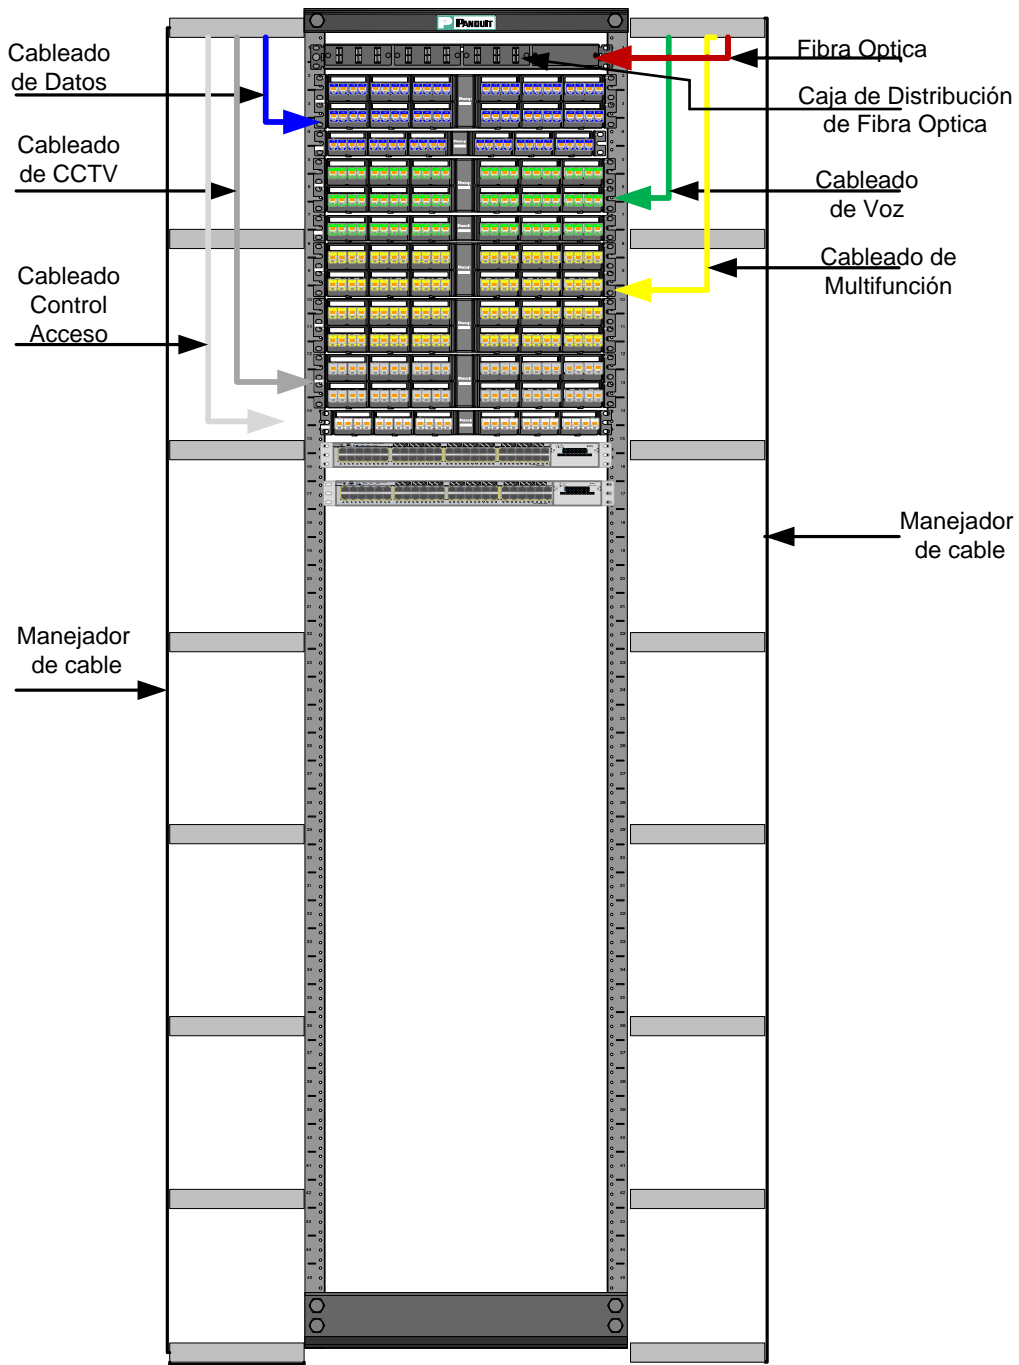 PANDUIT
Cableado
de Datos
Cableado
de CCTV
Cableado
Control
Acceso
Manejador
de cable
Fibra Optica
Caja de Distribución
de Fibra Optica
Cableado
de Voz
Cableado de
Multifunción
Manejador
de cable